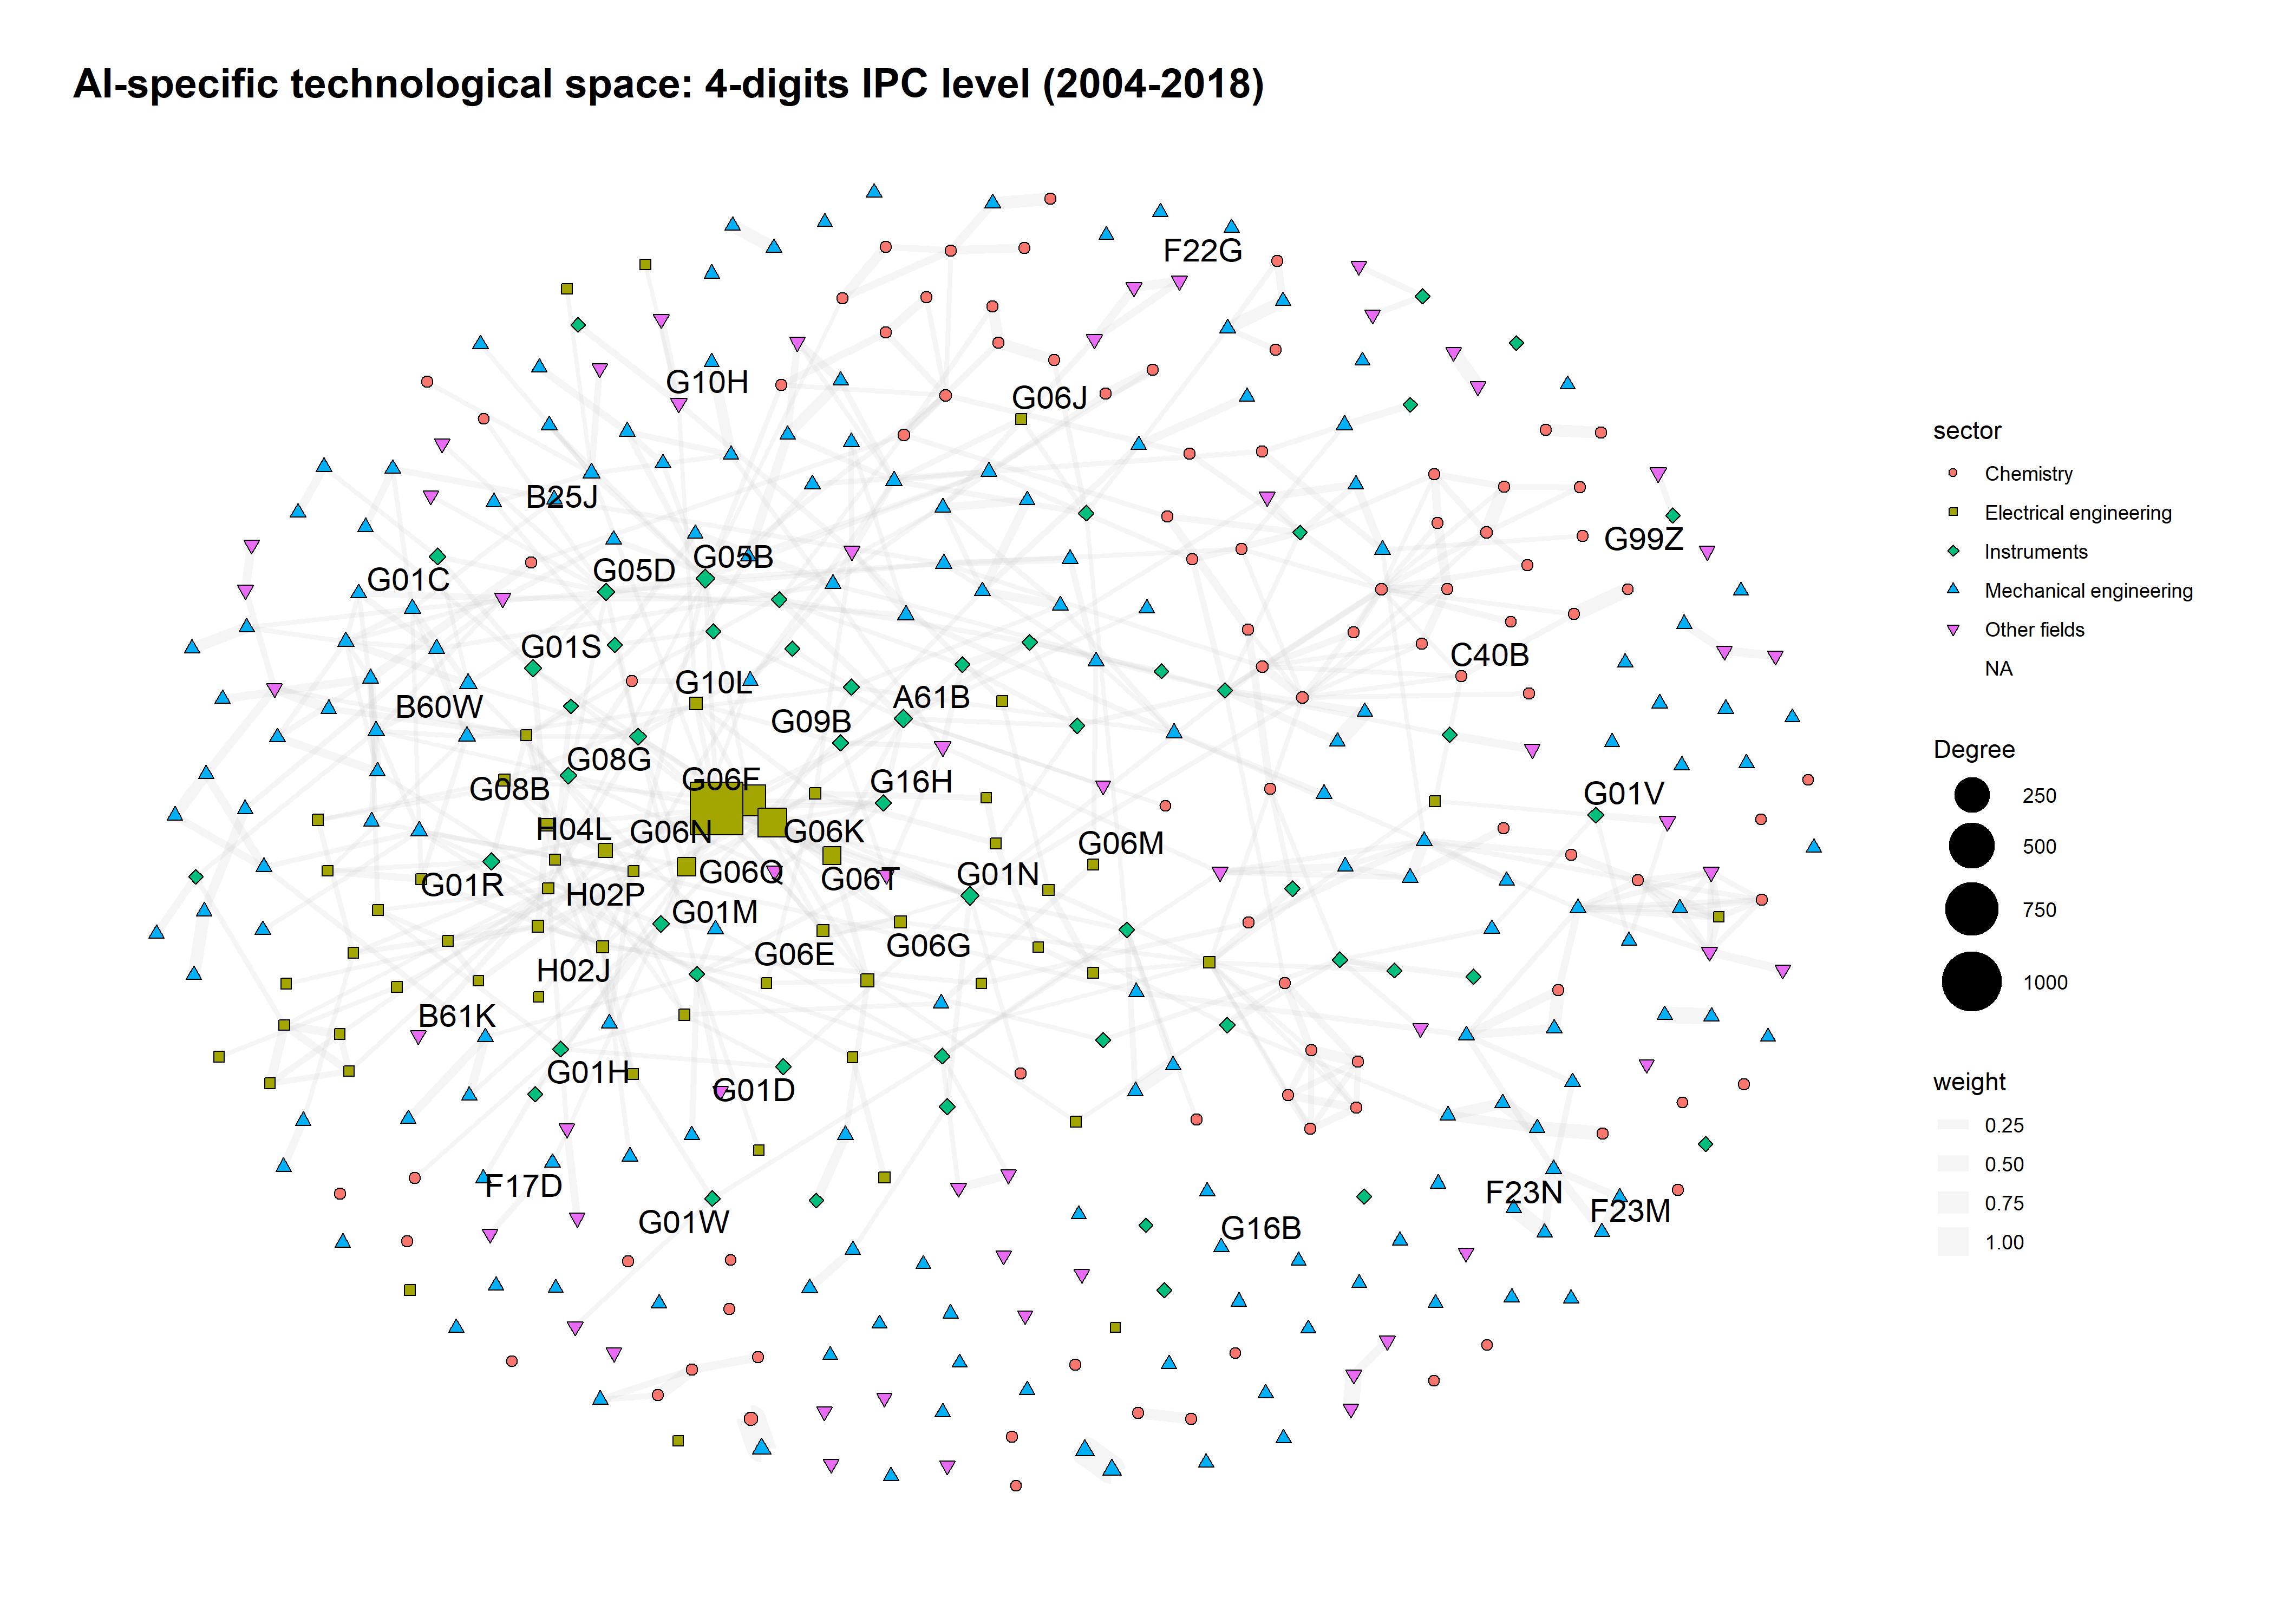 AI-specific technological space: 4-digits IPC level (2004-2018)
F22G
G10H
G06J
B25J
G99Z
G05B
G05D
G01C
G01S
C40B
G10L
A61B
B60W
G09B
G08G
G06F
G16H
G08B
G01V
H04L
G06N
G06K
G06M
G06Q
G06T
G01N
G01R
H02P
G01M
G06E
G06G
H02J
B61K
G01H
G01D
F17D
F23N
F23M
G01W
G16B
sector
Chemistry
Electrical engineering
Instruments
Mechanical engineering
Other fields
NA
Degree
250
500
750
1000
weight
0.25
0.50
0.75
1.00